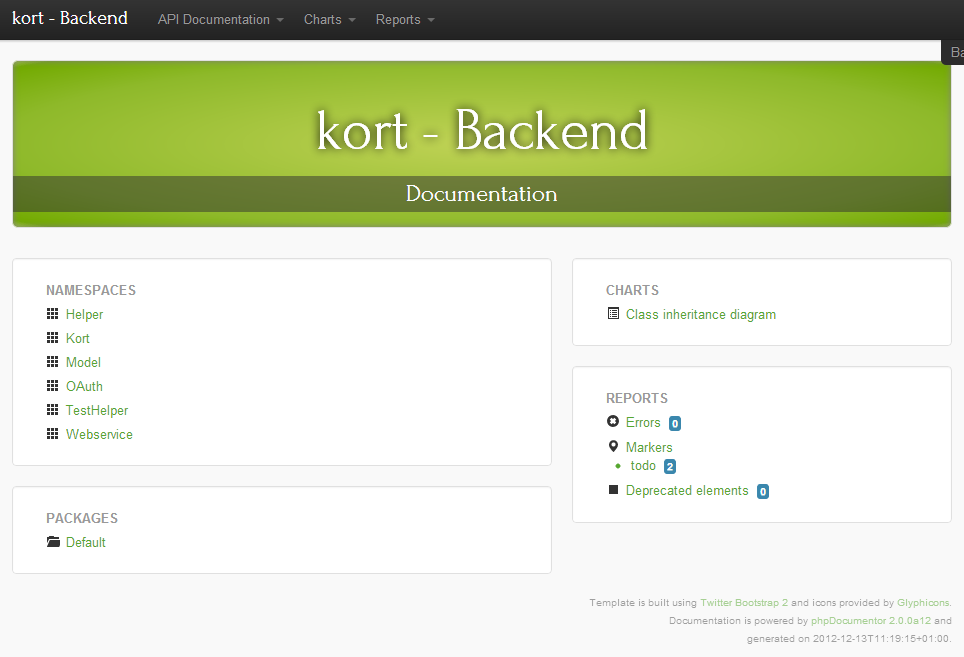 kort - Backend API Documentation Charts Reports
Ba
kort - Backend
Documentation
NAMESPACES
Helper
Kort
Model
OAuth
TestHelper
Webservice
PACKAGES
Default
CHARTS
Class inheritance diagram
REPORTS
Errors 0
Markers
todo 2
Deprecated elements 0
Template is built using Twitter Bootstrap 2 and icons provided by Glyphicons.
Documentation is powered by phpDocumentor 2.0.0a12 and
generated on 2012-12-13T11:19:15+01:00.